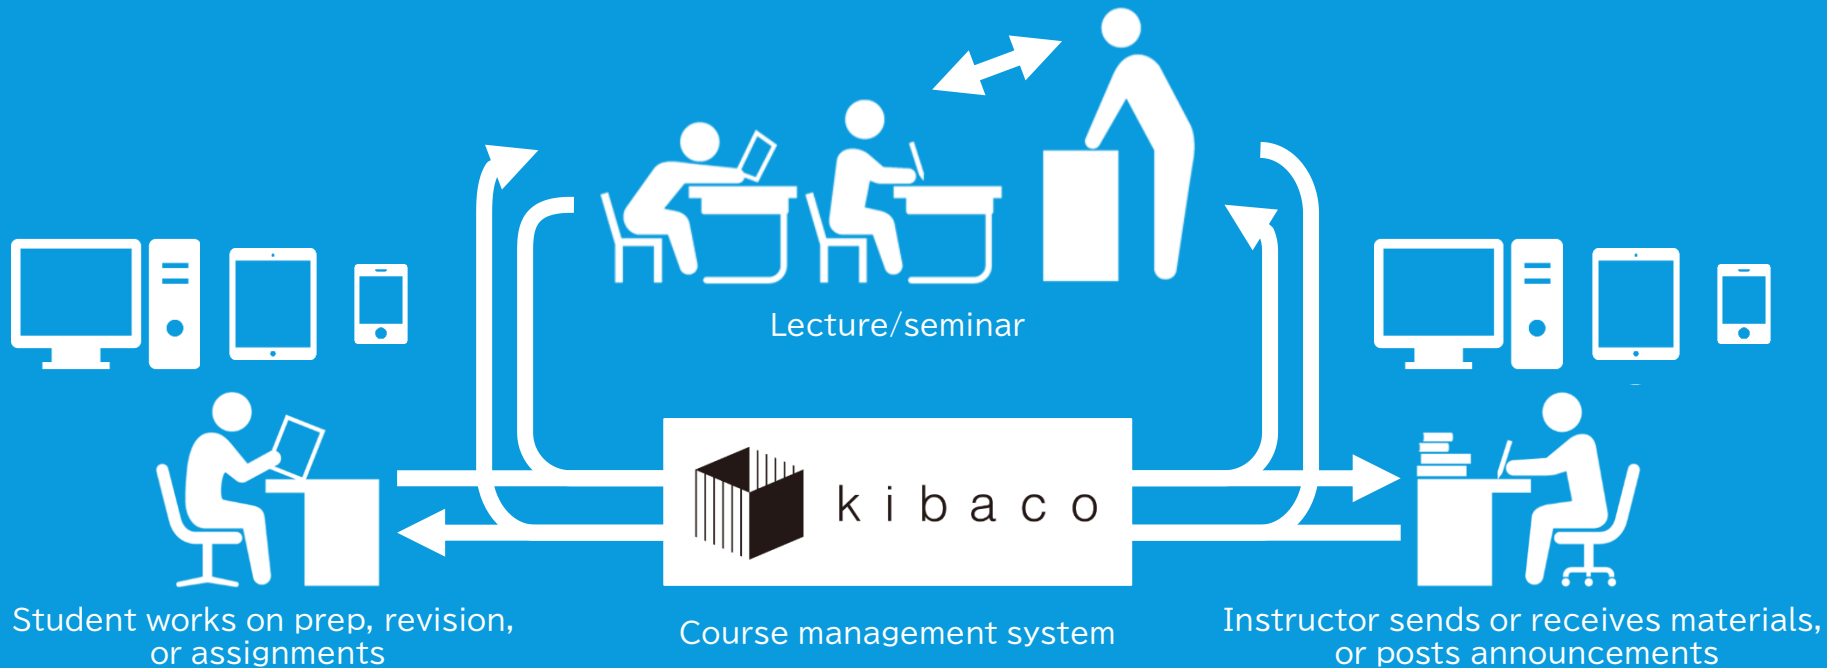 Lecture/seminar
kibaco
Student works on prep, revision,
or assignments
Course management system
Instructor sends or receives materials,
or posts announcements